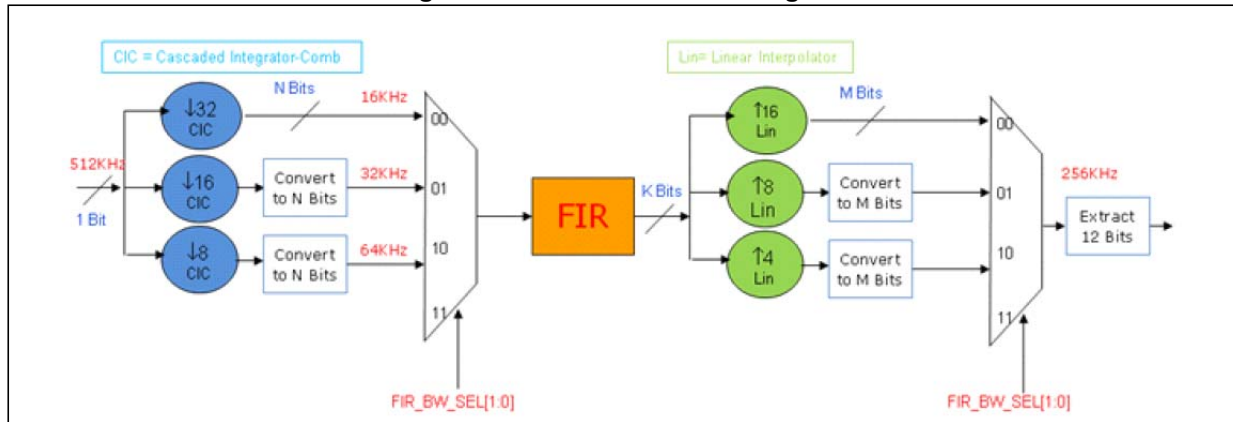 CIC = Cascaded Integrator-Comb
Lin= Linear Interpolator
512KHz
1 Bit
↓32
CIC
↓16
CIC
↓8
CIC
N Bits
Convert
to N Bits
Convert
to N Bits
16KHz
32KHz
64KHz
00
01
10
11
FIR_BW_SEL[1:0]
FIR
K Bits
↑16
Lin
↑8
Lin
↑4
Lin
M Bits
Convert
to M Bits
Convert
to M Bits
00
01
10
11
FIR_BW_SEL[1:0]
256KHz
Extract
12 Bits